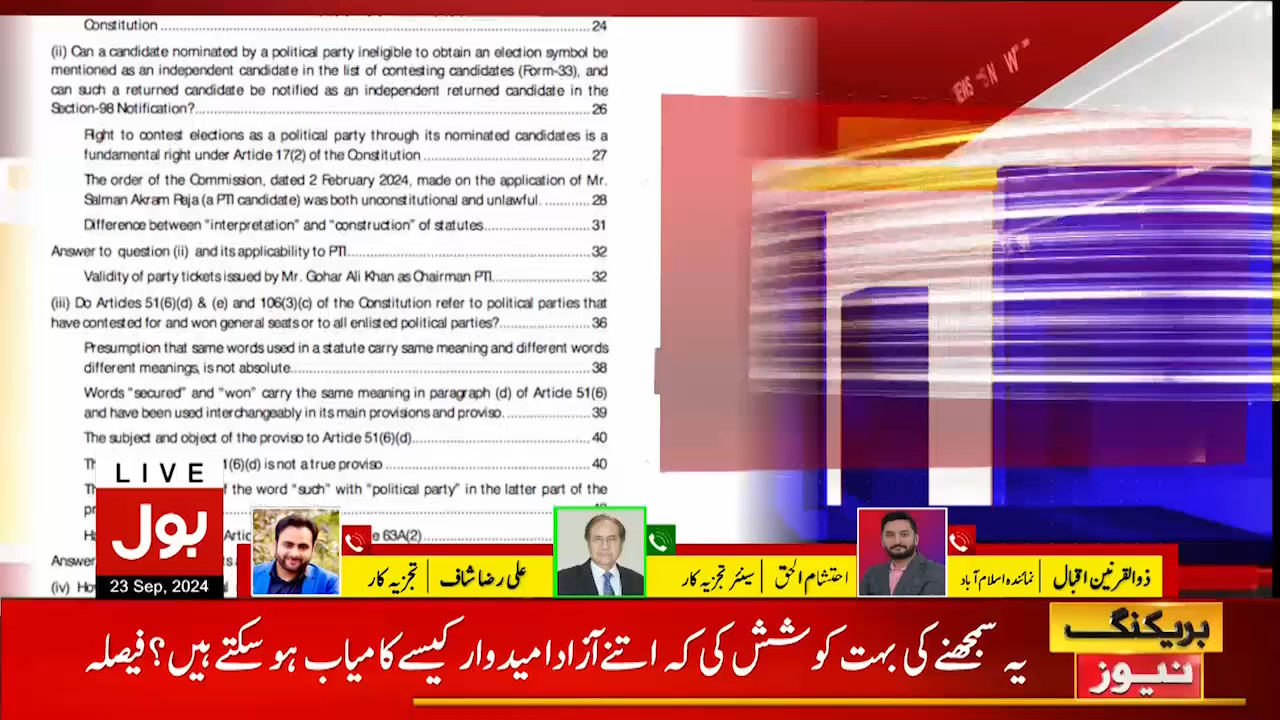 Constitution ........ 24
(ii) Can a candidate nominated by a political party ineligible to obtain an election symbol be
mentioned as an independent candidate in the list of contesting candidates (Form-33), and
can such a returned candidate be notified as an independent returned candidate in the
Section-98 Notification? ........ 26
Right to contest elections as a political party through its nominated candidates is a
fundamental right under Article 17(2) of the Constitution ........ 27
The order of the Commission, dated 2 February 2024, made on the application of Mr.
Salman Akram Raja (a PTI candidate) was both unconstitutional and unlawful. ........ 28
Difference between “interpretation” and “construction” of statutes ........ 31
Answer to question (ii) and its applicability to PTI ........ 32
Validity of party tickets issued by Mr. Gohar Ali Khan as Chairman PTI ........ 32
(iii) Do Articles 51(6)(d) & (e) and 106(3)(c) of the Constitution refer to political parties that
have contested for and won general seats or to all enlisted political parties? ........ 36
Presumption that same words used in a statute carry same meaning and different words
different meanings, is not absolute ........ 38
Words “secured” and “won” carry the same meaning in paragraph (d) of Article 51(6)
and have been used interchangeably in its main provisions and proviso. ........ 39
The subject and object of the proviso to Article 51(6)(d) ........ 40
1(6)(d) is not a true proviso ........ 40
f the word “such” with “political party” in the latter part of the
e 63A(2)
Answer
(iv)
LIVE
بول
23 Sep, 2024
علی رضا شاف | تجزیہ کار
احتشام الحق | سینئر تجزیہ کار
ذوالقرنین اقبال | نمائندہ اسلام آباد
بریکنگ
نیوز
یہ سمجھنے کی بہت کوشش کی کہ اتنے آزاد امیدوار کیسے کامیاب ہو سکتے ہیں؟ فیصلہ